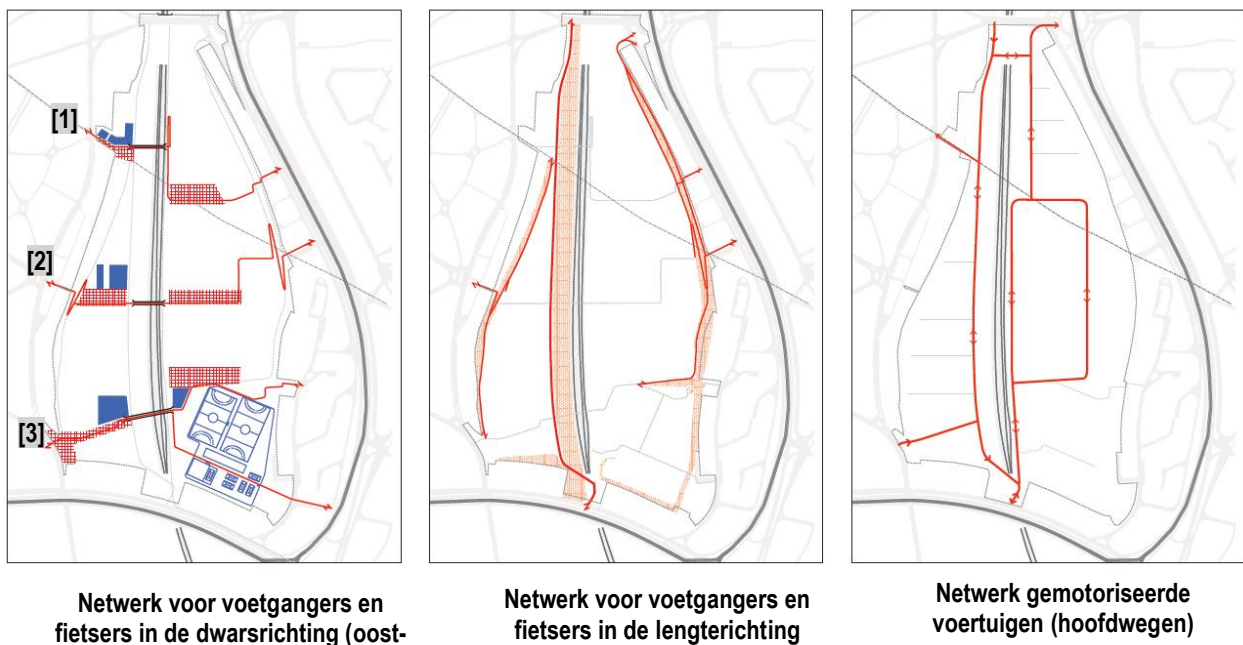 [1]
[2]
[3]
Netwerk voor voetgangers en
fietsers in de dwarsrichting (oost-
Netwerk voor voetgangers en
fietsers in de lengterichting
Netwerk gemotoriseerde
voertuigen (hoofdwegen)